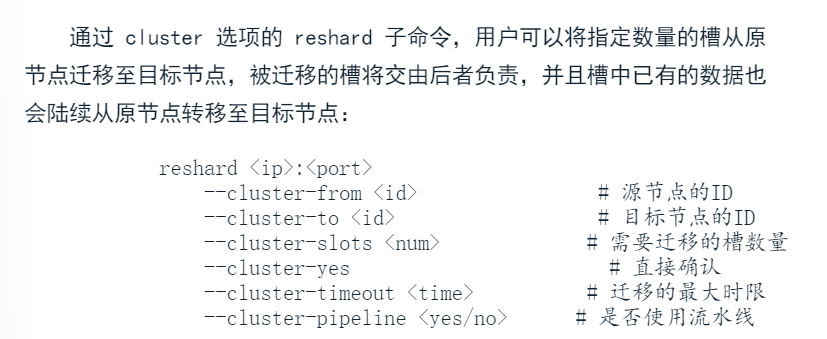 通过 cluster 选项的 reshard 子命令，用户可以将指定数量的槽从原
节点迁移至目标节点，被迁移的槽将交由后者负责，并且槽中已有的数据也
会陆续从原节点转移至目标节点：
reshard <ip>:<port>
--cluster-from <id> # 源节点的ID
--cluster-to <id> # 目标节点的ID
--cluster-slots <num> # 需要迁移的槽数量
--cluster-yes # 直接确认
--cluster-timeout <time> # 迁移的最大时限
--cluster-pipeline <yes/no> # 是否使用流水线